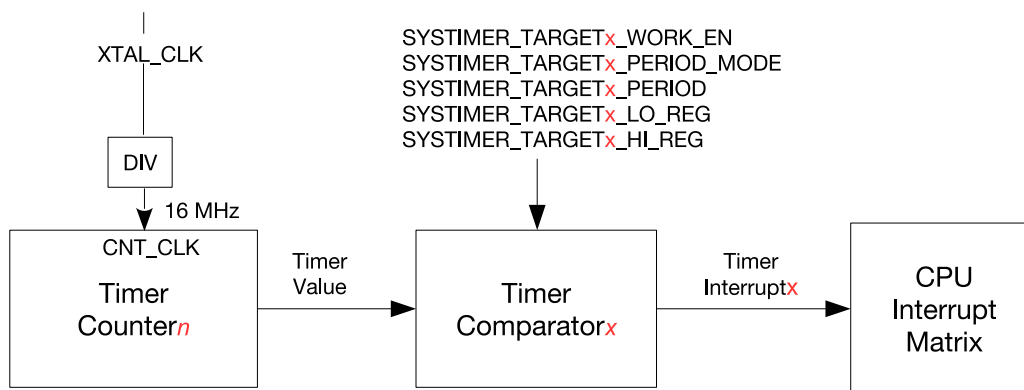 XTAL_CLK
SYSTIMER_TARGETx_WORK_EN
SYSTIMER_TARGETx_PERIOD_MODE
SYSTIMER_TARGETx_PERIOD
SYSTIMER_TARGETx_LO_REG
SYSTIMER_TARGETx_HI_REG
DIV
16 MHz
CNT_CLK
Timer
Countern
Timer
Value
Timer
Comparatorx
Timer
Interruptx
CPU
Interrupt
Matrix